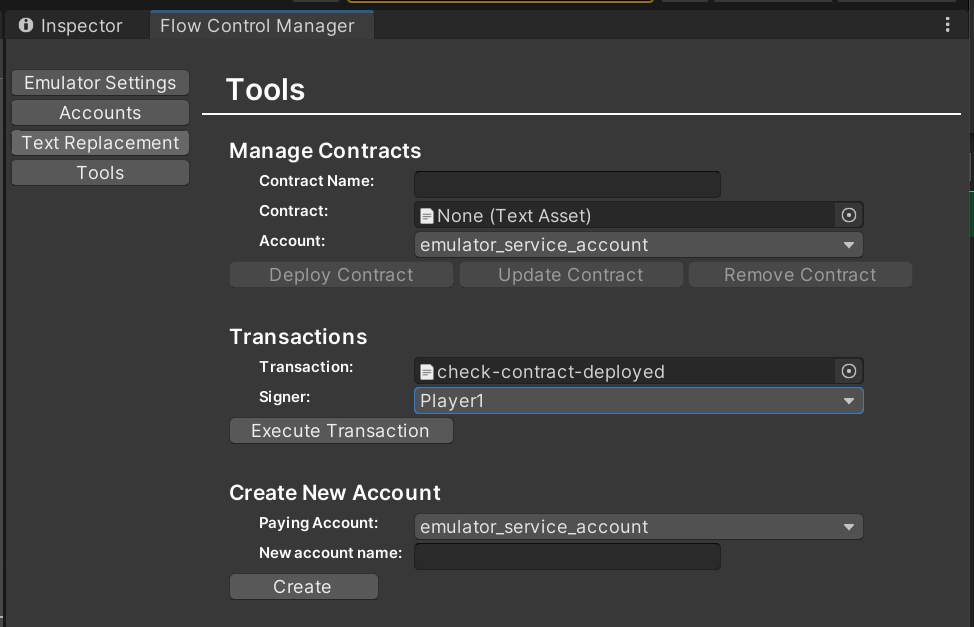 Inspector
Flow Control Manager
Emulator Settings
Accounts
Text Replacement
Tools
Tools
Manage Contracts
Contract Name:
Contract: None (Text Asset)
Account: emulator_service_account
Deploy Contract Update Contract Remove Contract
Transactions
Transaction: check-contract-deployed
Signer: Player1
Execute Transaction
Create New Account
Paying Account: emulator_service_account
New account name:
Create